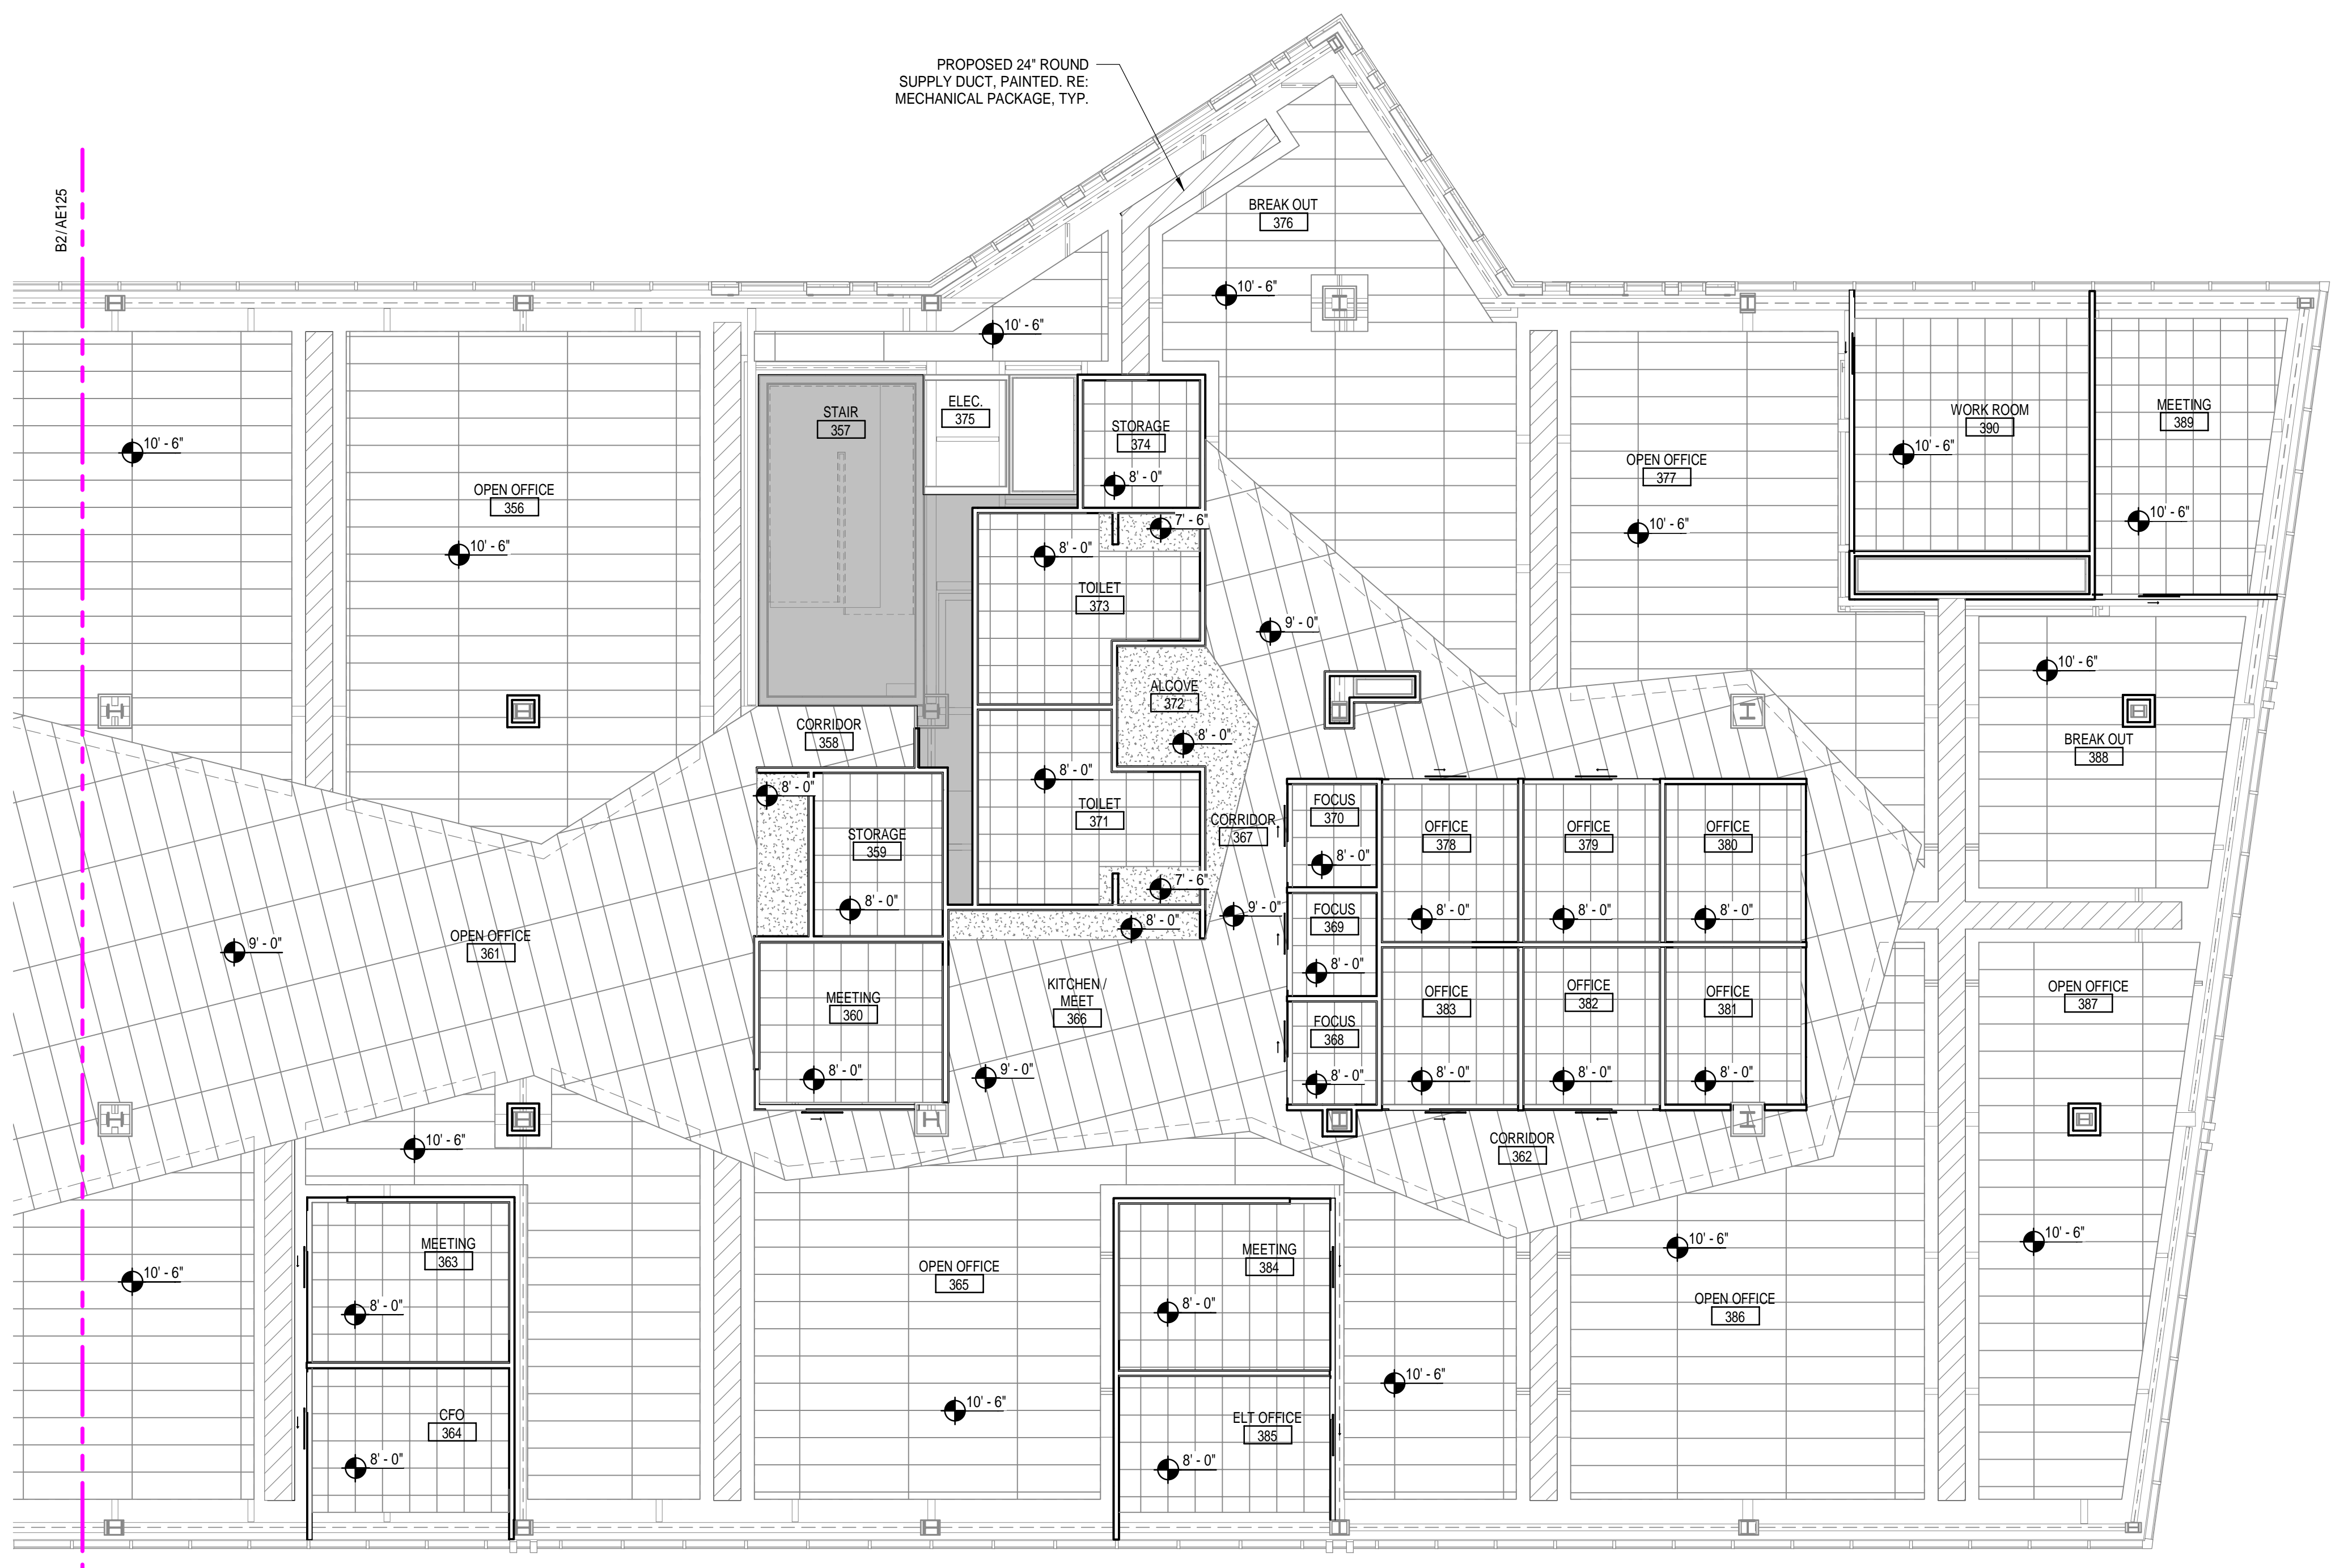 PROPOSED 24" ROUND
SUPPLY DUCT, PAINTED. RE:
MECHANICAL PACKAGE, TYP.
B2 / AE125
BREAK OUT
376
10' - 6"
10' - 6"
STAIR
357
ELEC.
375
STORAGE
374
8' - 0"
WORK ROOM
390
10' - 6"
MEETING
389
10' - 6"
OPEN OFFICE
377
10' - 6"
10' - 6"
OPEN OFFICE
356
10' - 6"
7' - 6"
8' - 0"
TOILET
373
9' - 0"
10' - 6"
BREAK OUT
388
ALCOVE
372
8' - 0"
CORRIDOR
358
8' - 0"
STORAGE
359
8' - 0"
8' - 0"
TOILET
371
7' - 6"
8' - 0"
CORRIDOR
367
9' - 0"
FOCUS
370
8' - 0"
FOCUS
369
8' - 0"
FOCUS
368
8' - 0"
OFFICE
378
8' - 0"
OFFICE
379
8' - 0"
OFFICE
380
8' - 0"
OFFICE
383
8' - 0"
OFFICE
382
8' - 0"
OFFICE
381
8' - 0"
9' - 0"
OPEN OFFICE
361
MEETING
360
8' - 0"
KITCHEN /
MEET
366
9' - 0"
OPEN OFFICE
387
10' - 6"
CORRIDOR
362
10' - 6"
10' - 6"
MEETING
363
8' - 0"
CFO
364
8' - 0"
OPEN OFFICE
365
10' - 6"
MEETING
384
8' - 0"
ELT OFFICE
385
8' - 0"
10' - 6"
10' - 6"
OPEN OFFICE
386